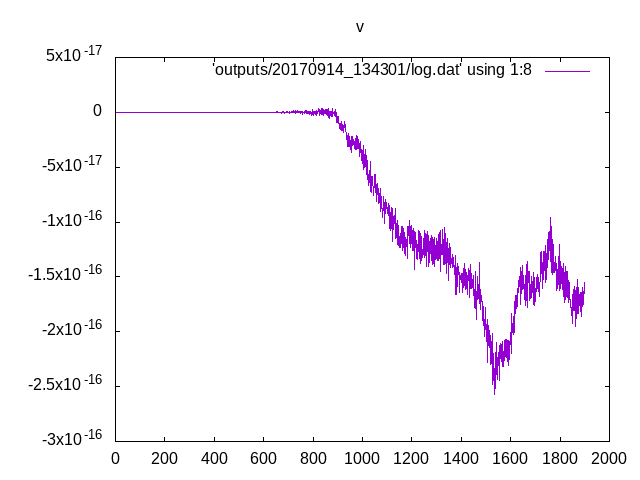 v
5x10-17
'outputs/20170914_134301/log.dat' using 1:8
0
-5x10-17
-1x10-16
-1.5x10-16
-2x10-16
-2.5x10-16
-3x10-16
0 200 400 600 800 1000 1200 1400 1600 1800 2000